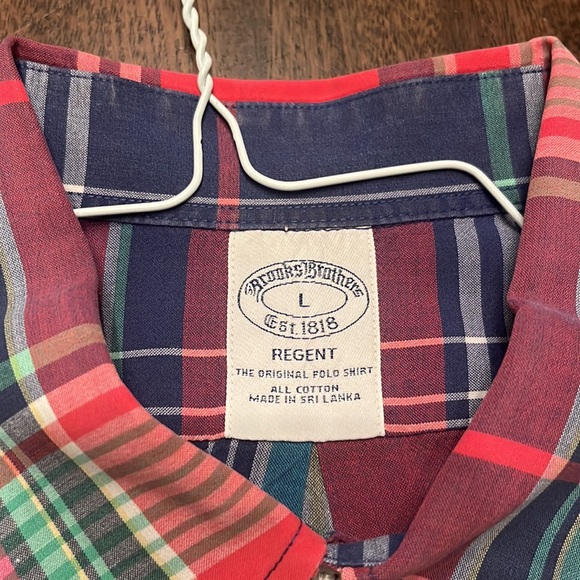 Brooks Brothers
L
Est. 1818
REGENT
THE ORIGINAL POLO SHIRT
ALL COTTON
MADE IN SRI LANKA